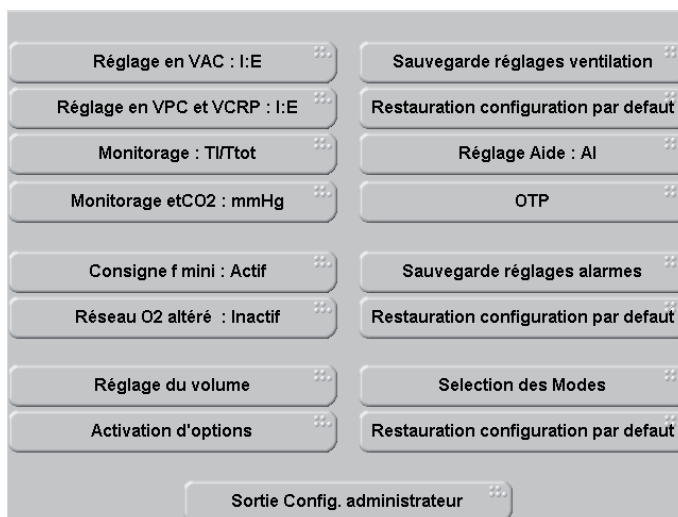 Réglage en VAC : I:E
Sauvegarde réglages ventilation
Réglage en VPC et VCRP : I:E
Restauration configuration par defaut
Monitorage : TI/Ttot
Réglage Aide : AI
Monitorage etCO2 : mmHg
OTP
Consigne f mini : Actif
Sauvegarde réglages alarmes
Réseau O2 altéré : Inactif
Restauration configuration par defaut
Réglage du volume
Selection des Modes
Activation d'options
Restauration configuration par defaut
Sortie Config. administrateur